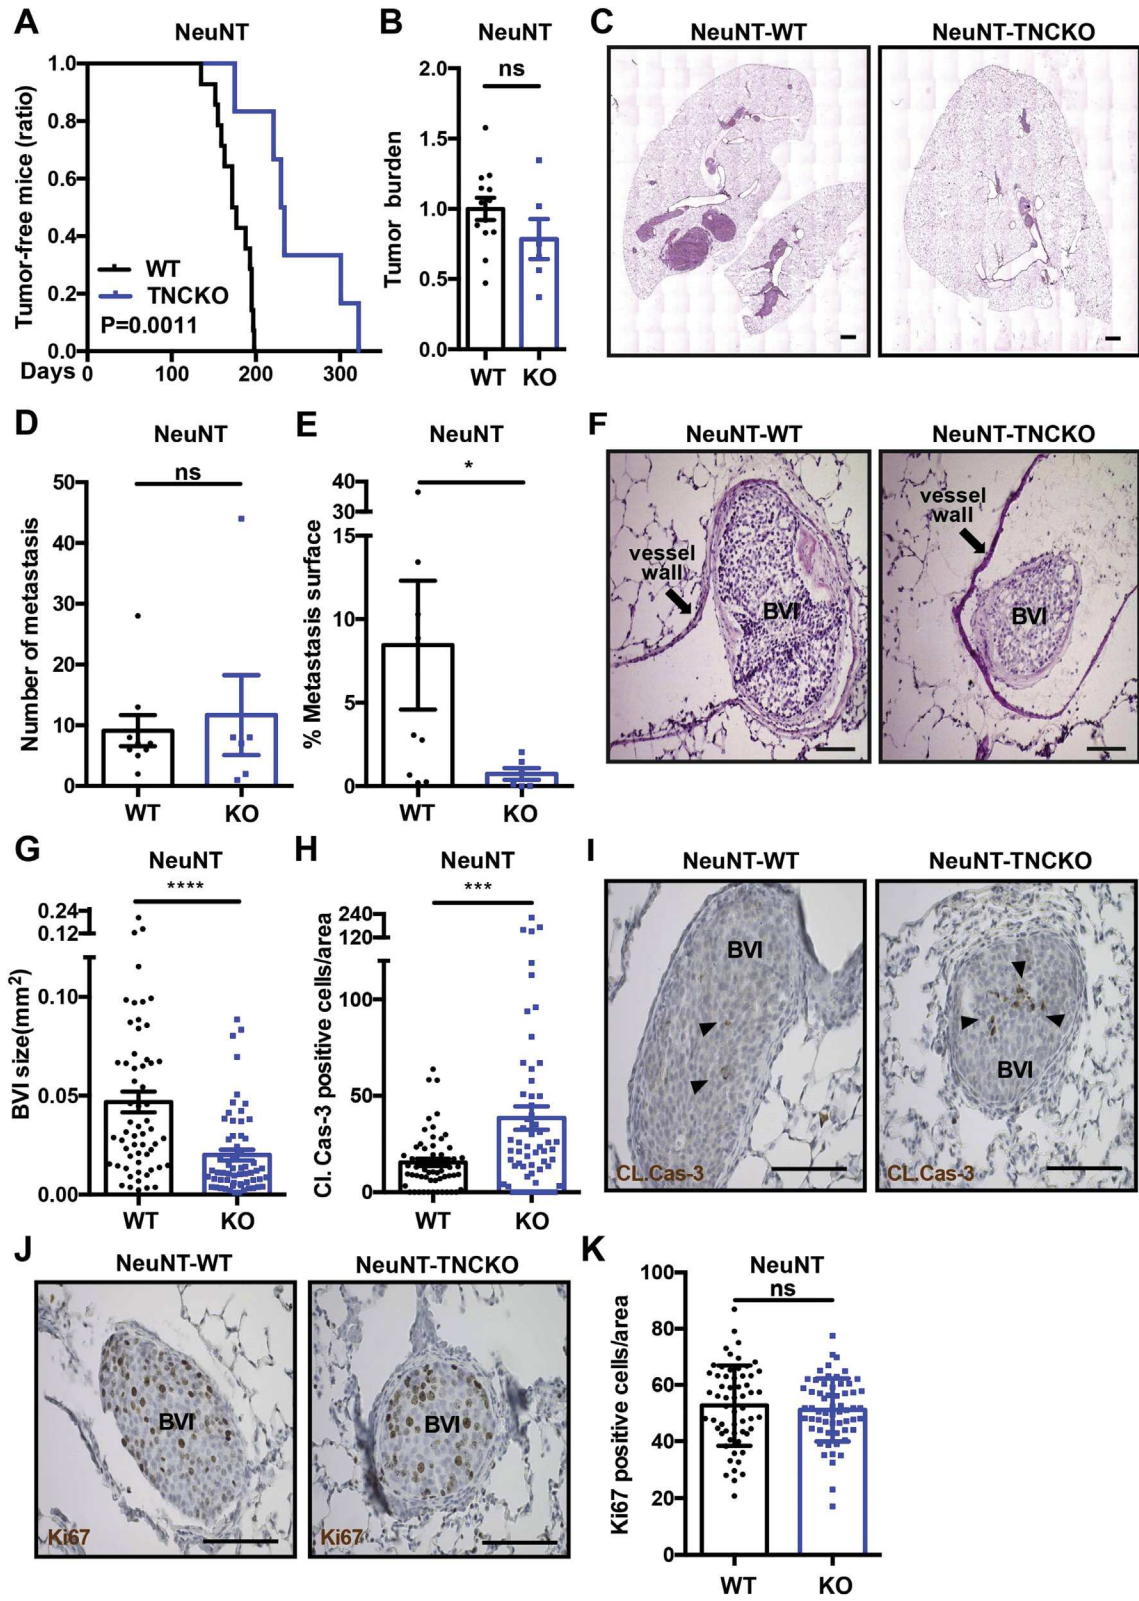 A
NeuNT
Tumor-free mice (ratio)
1.0
0.8
0.6
0.4
0.2
0.0
WT
TNCKO
P=0.0011
Days 0 100 200 300
B
NeuNT
ns
Tumor burden
2.0
1.5
1.0
0.5
0.0
WT KO
C
NeuNT-WT NeuNT-TNCKO
D
NeuNT
ns
Number of metastasis
50
40
30
20
10
0
WT KO
E
NeuNT
*
% Metastasis surface
40
30
15
10
5
0
WT KO
F
NeuNT-WT NeuNT-TNCKO
vessel
wall
BVI
vessel
wall
BVI
G
NeuNT
****
BVI size(mm2)
0.24
0.12
0.10
0.05
0.00
WT KO
H
NeuNT
***
Cl. Cas-3 positive cells/area
240
120
100
50
0
WT KO
I
NeuNT-WT NeuNT-TNCKO
BVI
CL.Cas-3
BVI
CL.Cas-3
J
NeuNT-WT NeuNT-TNCKO
BVI
Ki67
BVI
Ki67
K
NeuNT
ns
Ki67 positive cells/area
100
80
60
40
20
0
WT KO